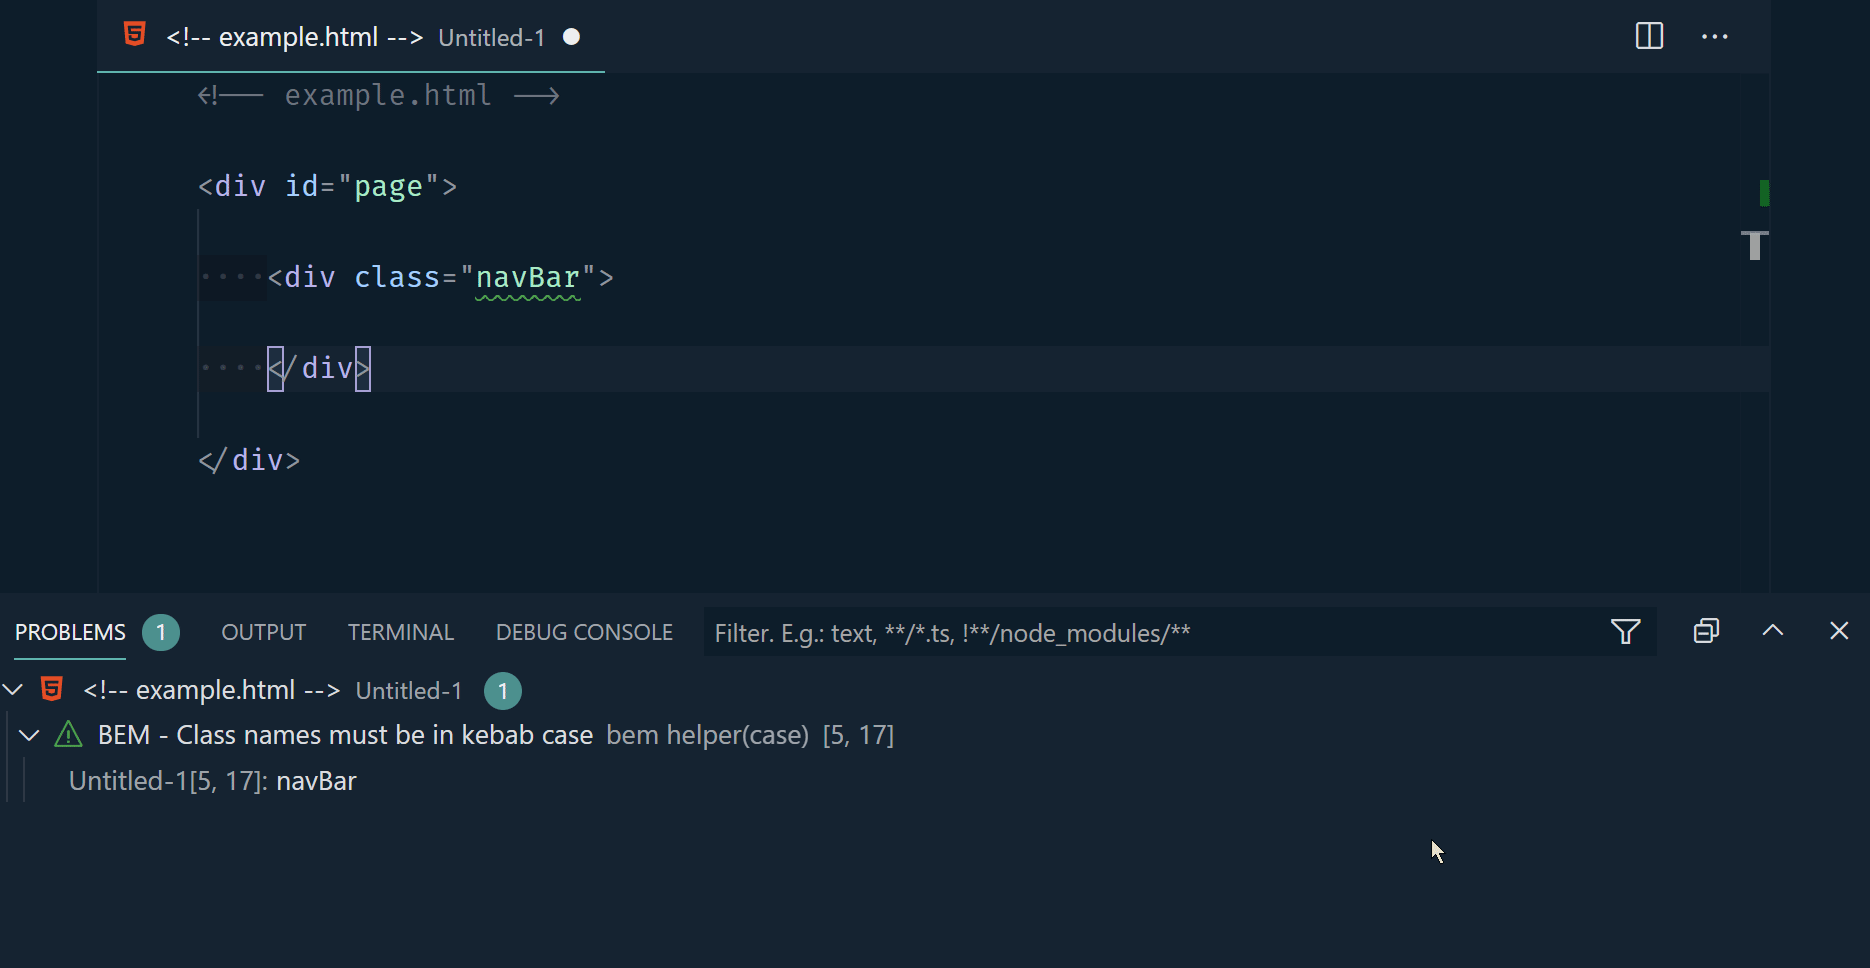 <!-- example.html --> Untitled-1
<!-- example.html -->
<div id="page">
<div class="navBar">
</div>
</div>
PROBLEMS 1 OUTPUT TERMINAL DEBUG CONSOLE Filter. E.g.: text, **/*.ts, !**/node_modules/**
<!-- example.html --> Untitled-1 1
BEM - Class names must be in kebab case bem helper(case) [5, 17]
Untitled-1[5, 17]: navBar